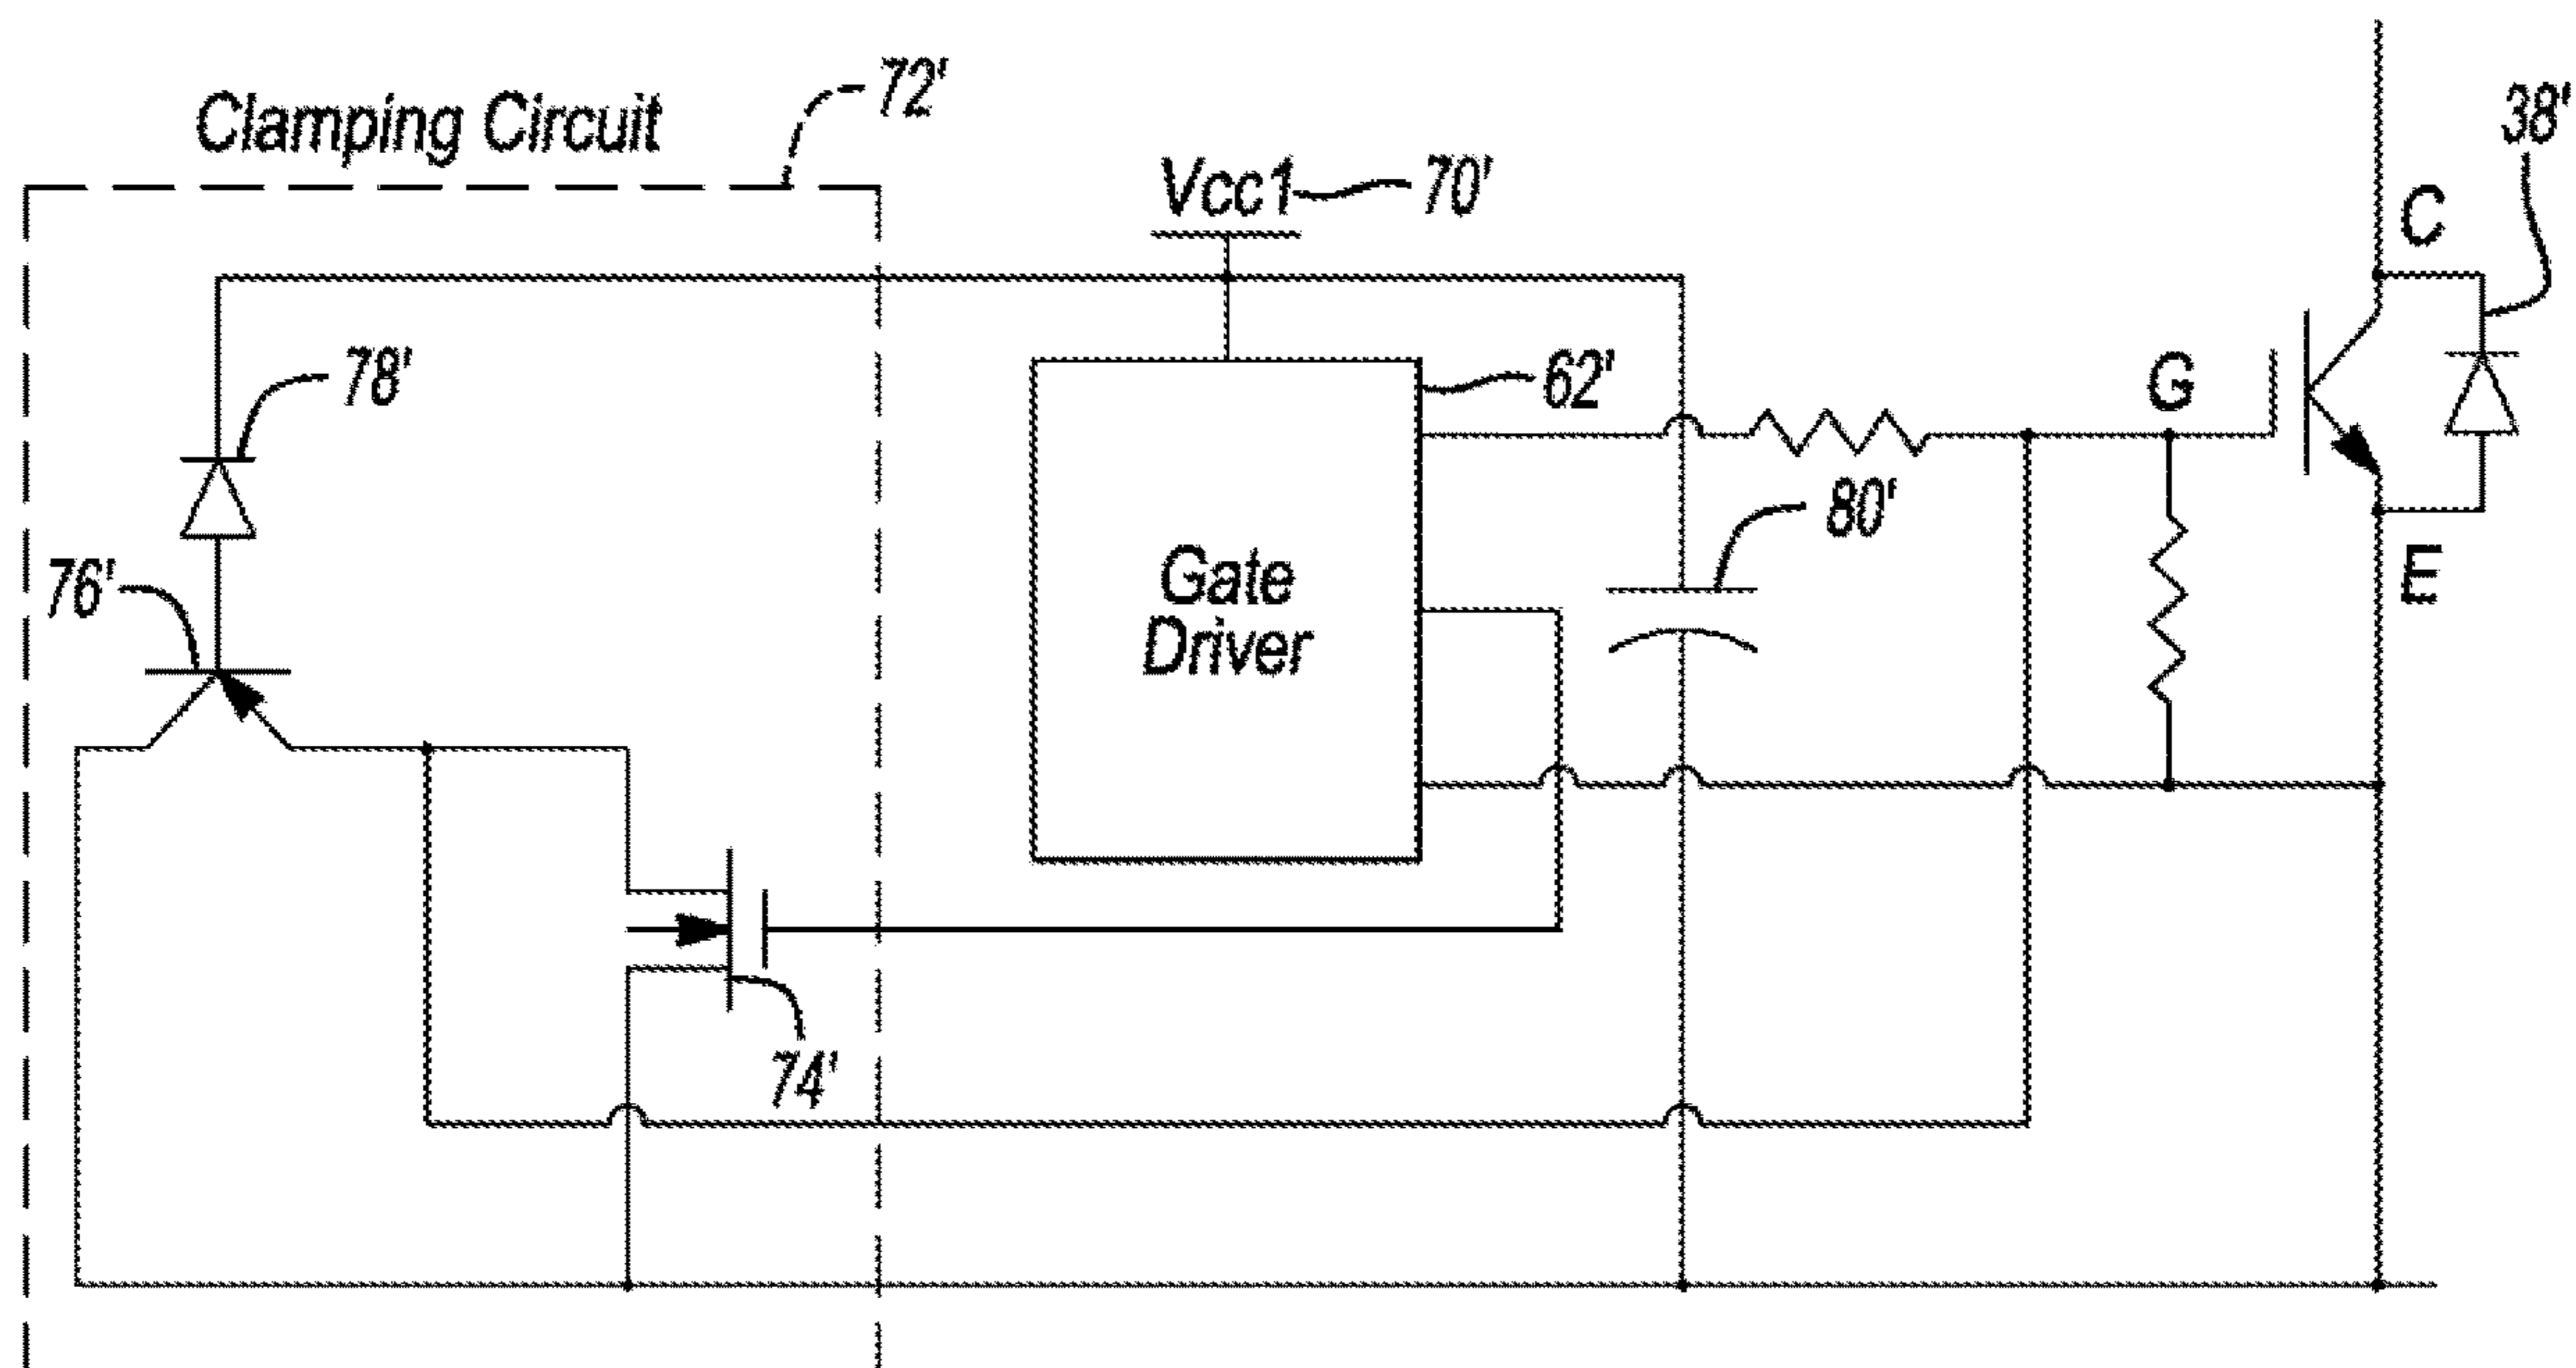 Clamping Circuit
72'
Vcc1
70'
38'
C
78'
62'
G
80'
76'
E
Gate
Driver
74'